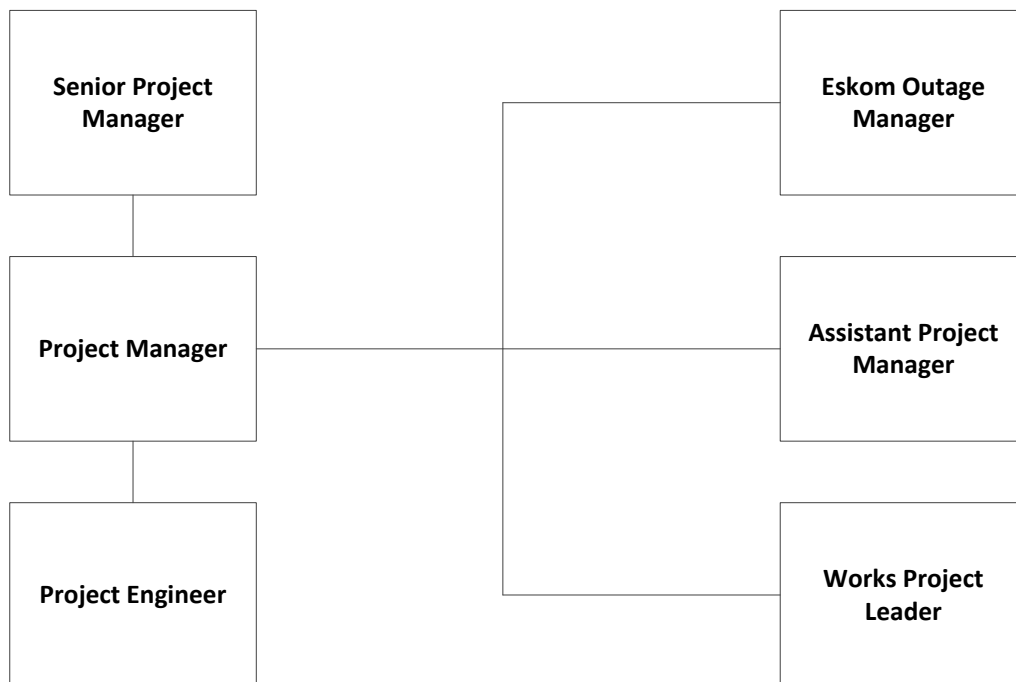 Senior Project
Manager
Eskom Outage
Manager
Project Manager
Assistant Project
Manager
Project Engineer
Works Project
Leader